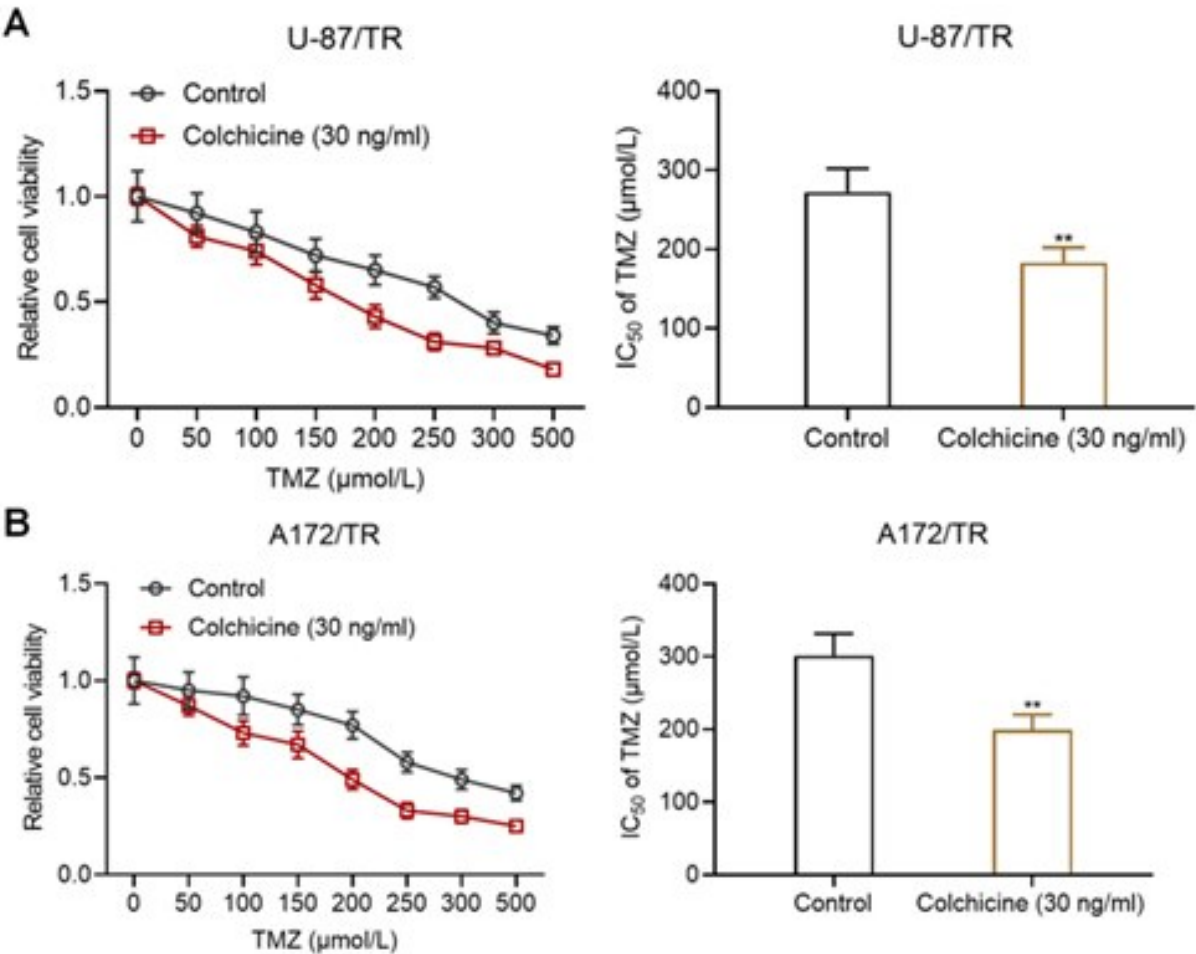 A
U-87/TR
Control
Colchicine (30 ng/ml)
Relative cell viability
1.5
1.0
0.5
0.0
0 50 100 150 200 250 300 500
TMZ (µmol/L)
U-87/TR
IC50 of TMZ (µmol/L)
400
300
200
100
0
**
Control Colchicine (30 ng/ml)
B
A172/TR
Control
Colchicine (30 ng/ml)
Relative cell viability
1.5
1.0
0.5
0.0
0 50 100 150 200 250 300 500
TMZ (µmol/L)
A172/TR
IC50 of TMZ (µmol/L)
400
300
200
100
0
**
Control Colchicine (30 ng/ml)